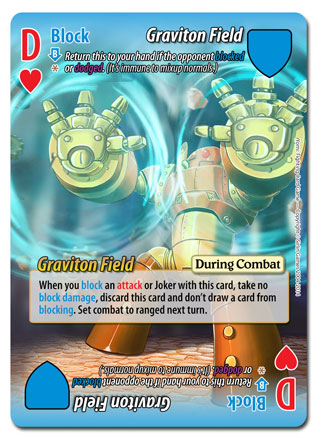 D
Block
Graviton Field
B Return this to your hand if the opponent blocked
* or dodged. (It's immune to mixup normals.)
Graviton Field
During Combat
When you block an attack or Joker with this card, take no
block damage, discard this card and don't draw a card from
blocking. Set combat to ranged next turn.
D
Block
Graviton Field
B Return this to your hand if the opponent blocked
* or dodged. (It's immune to mixup normals.)